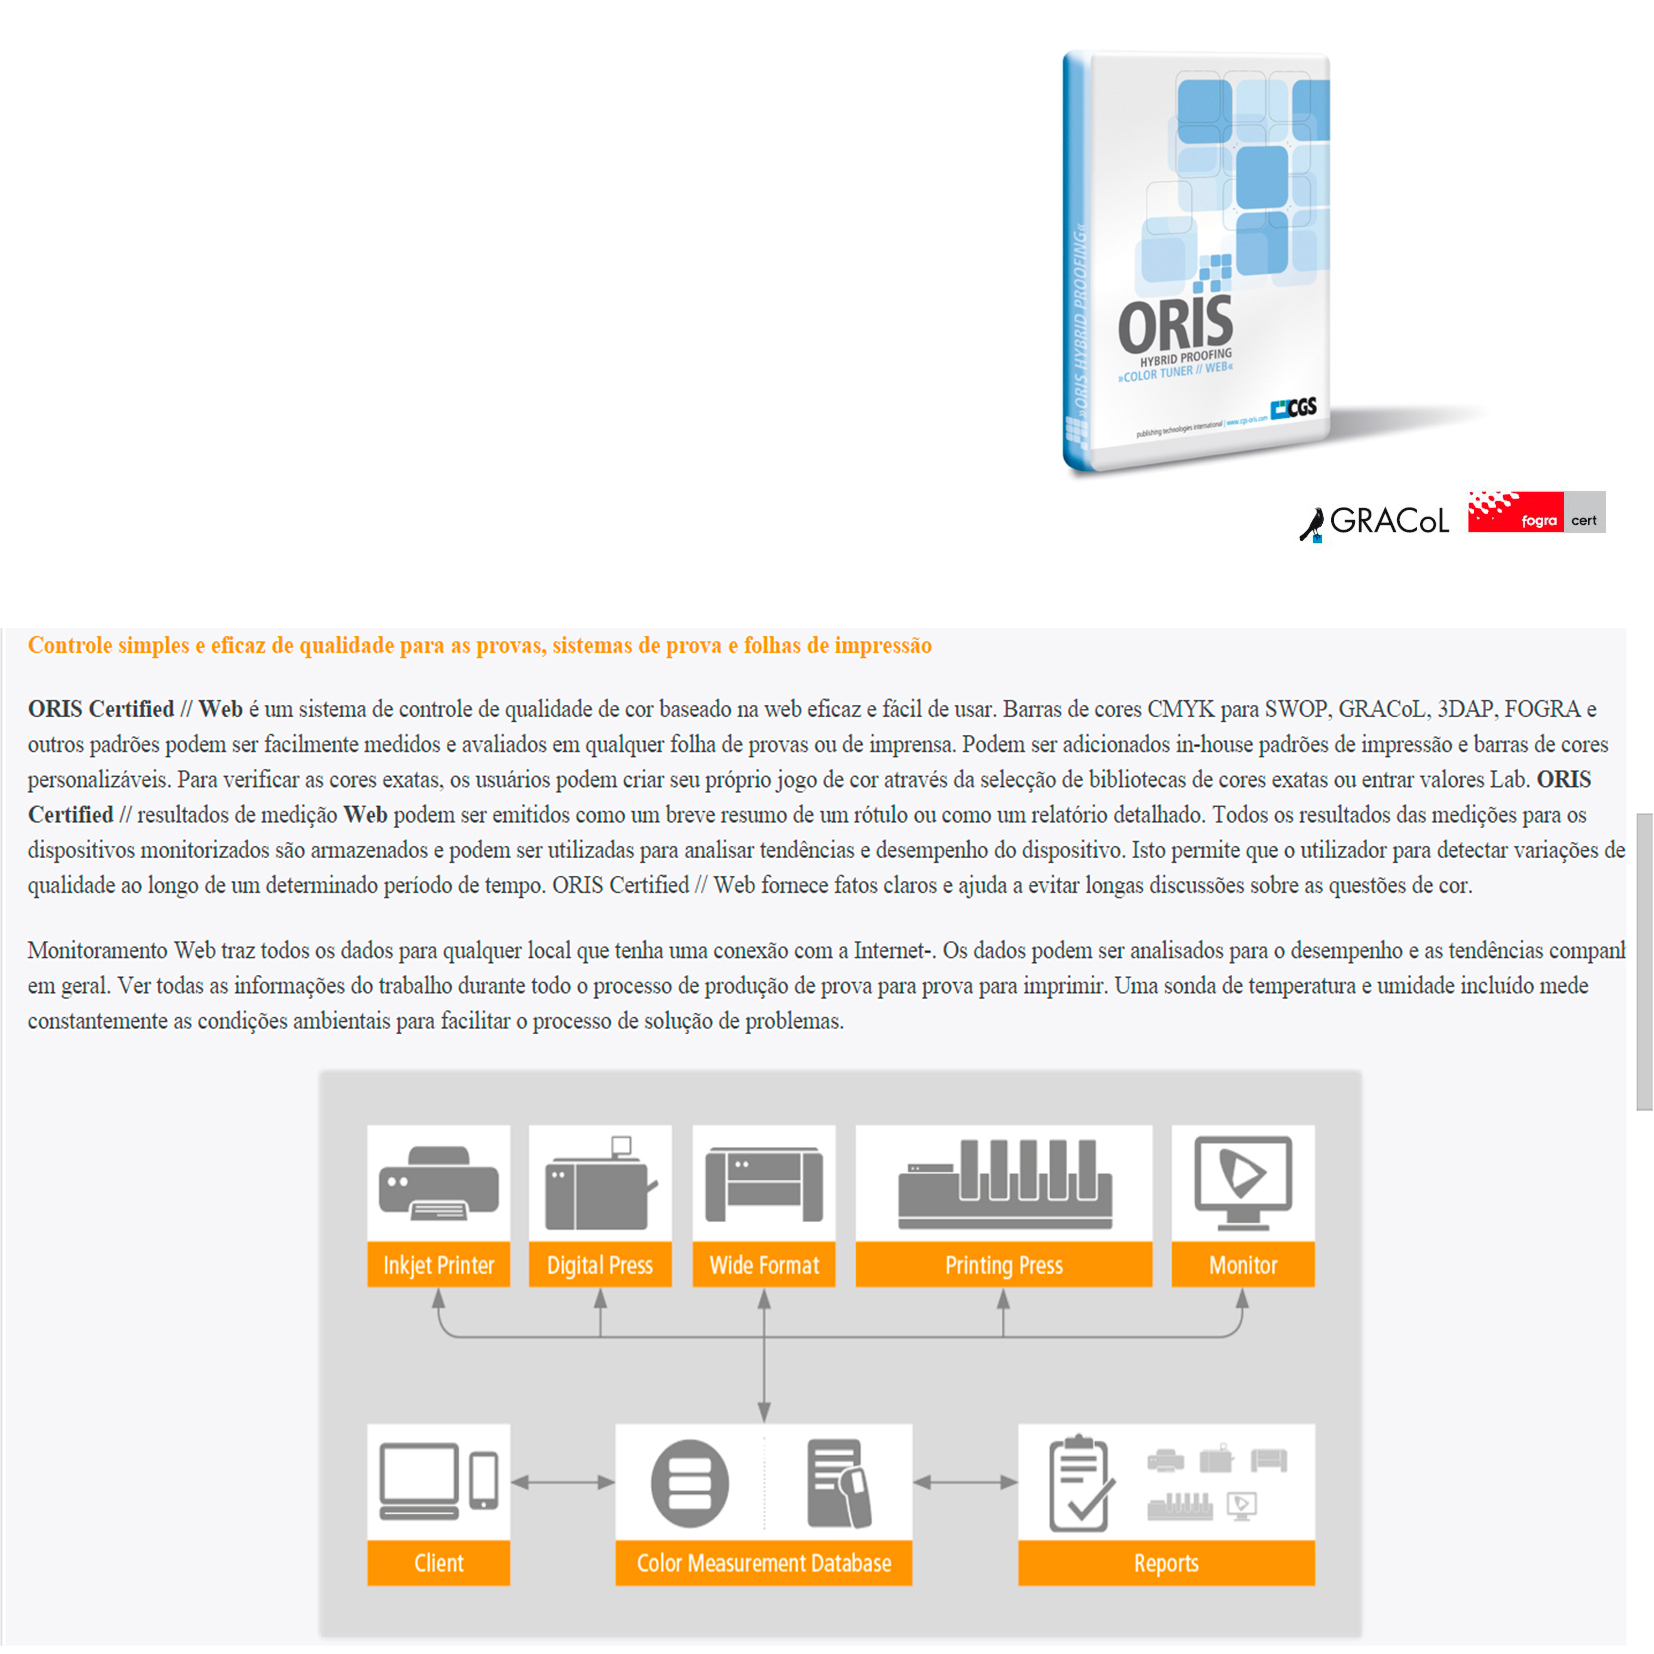 »ORIS HYBRID PROOFING«
ORIS
HYBRID PROOFING
»COLOR TUNER // WEB«
CGS
publishing technologies international | www.cgs-oris.com
GRACoL
fogra cert
Controle simples e eficaz de qualidade para as provas, sistemas de prova e folhas de impressão
ORIS Certified // Web é um sistema de controle de qualidade de cor baseado na web eficaz e fácil de usar. Barras de cores CMYK para SWOP, GRACoL, 3DAP, FOGRA e
outros padrões podem ser facilmente medidos e avaliados em qualquer folha de provas ou de imprensa. Podem ser adicionados in-house padrões de impressão e barras de cores
personalizáveis. Para verificar as cores exatas, os usuários podem criar seu próprio jogo de cor através da selecção de bibliotecas de cores exatas ou entrar valores Lab. ORIS
Certified // resultados de medição Web podem ser emitidos como um breve resumo de um rótulo ou como um relatório detalhado. Todos os resultados das medições para os
dispositivos monitorizados são armazenados e podem ser utilizadas para analisar tendências e desempenho do dispositivo. Isto permite que o utilizador para detectar variações de
qualidade ao longo de um determinado período de tempo. ORIS Certified // Web fornece fatos claros e ajuda a evitar longas discussões sobre as questões de cor.
Monitoramento Web traz todos os dados para qualquer local que tenha uma conexão com a Internet-. Os dados podem ser analisados para o desempenho e as tendências
em geral. Ver todas as informações do trabalho durante todo o processo de produção de prova para prova para imprimir. Uma sonda de temperatura e umidade incluído mede
constantemente as condições ambientais para facilitar o processo de solução de problemas.
Inkjet Printer
Digital Press
Wide Format
Printing Press
Monitor
Client
Color Measurement Database
Reports